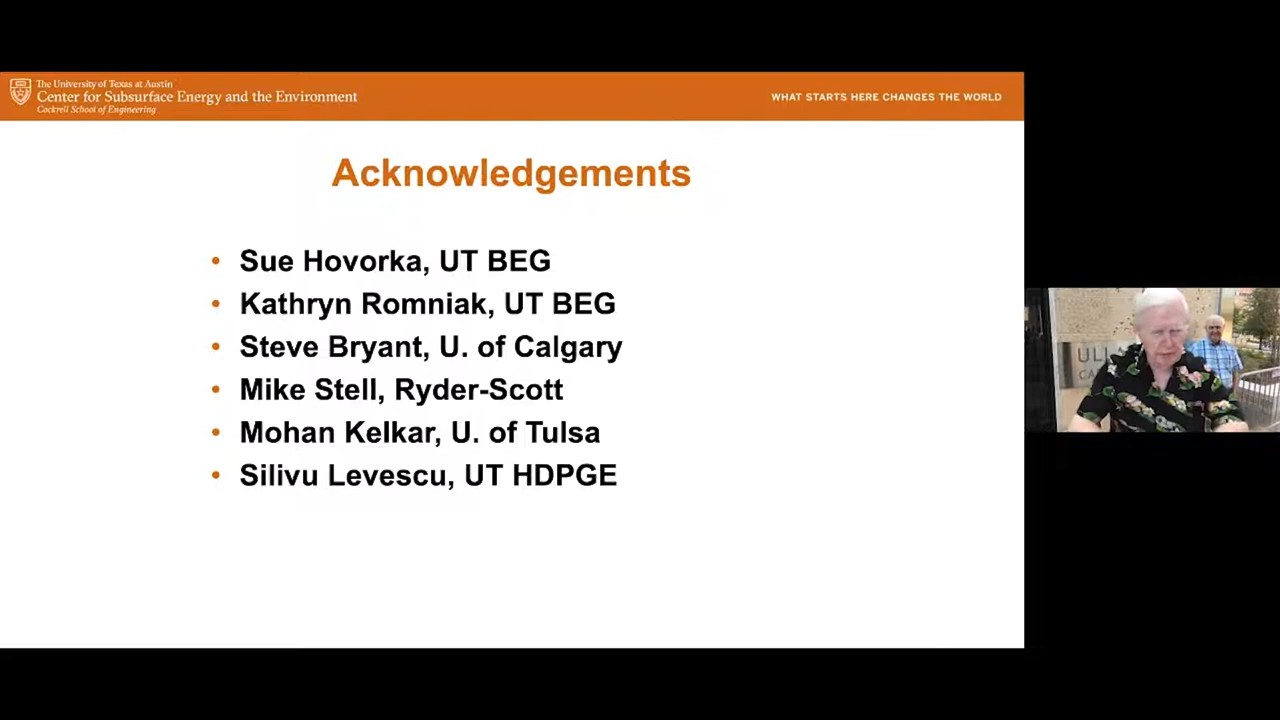 The University of Texas at Austin
Center for Subsurface Energy and the Environment
Cockrell School of Engineering
WHAT STARTS HERE CHANGES THE WORLD
Acknowledgements
• Sue Hovorka, UT BEG
• Kathryn Romniak, UT BEG
• Steve Bryant, U. of Calgary
• Mike Stell, Ryder-Scott
• Mohan Kelkar, U. of Tulsa
• Silivu Levescu, UT HDPGE